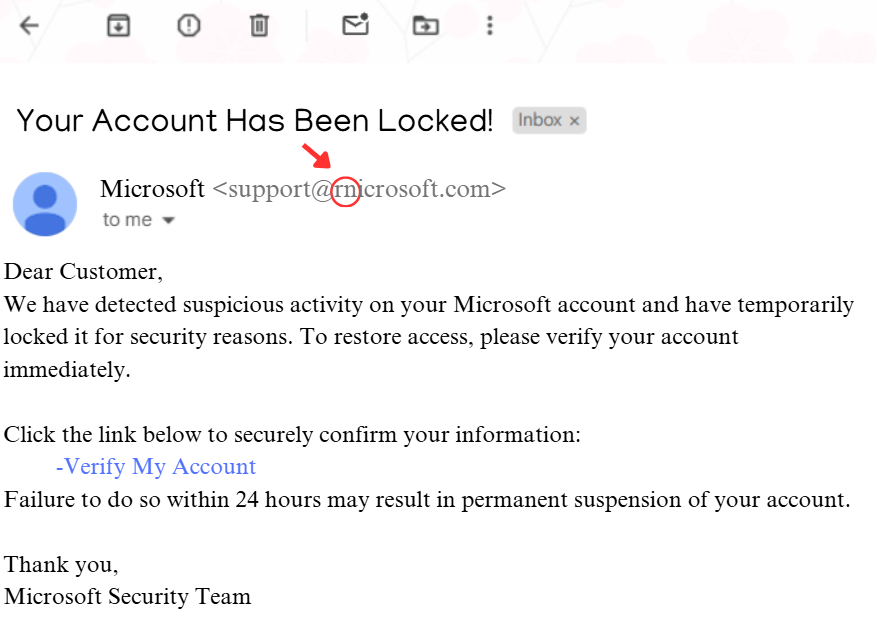 Your Account Has Been Locked! Inbox ×
Microsoft <support@rnicrosoft.com>
to me
Dear Customer,
We have detected suspicious activity on your Microsoft account and have temporarily
locked it for security reasons. To restore access, please verify your account
immediately.
Click the link below to securely confirm your information:
-Verify My Account
Failure to do so within 24 hours may result in permanent suspension of your account.
Thank you,
Microsoft Security Team